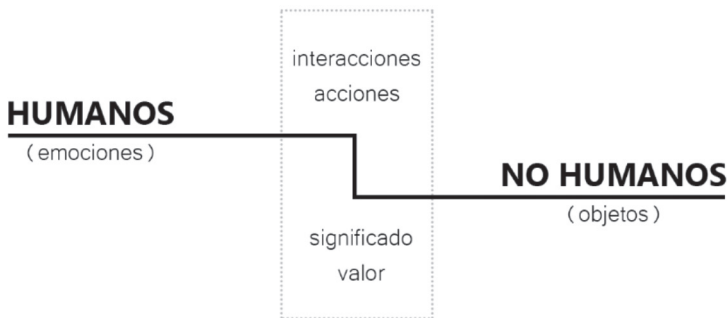 interacciones
acciones
HUMANOS
( emociones )
NO HUMANOS
( objetos )
significado
valor